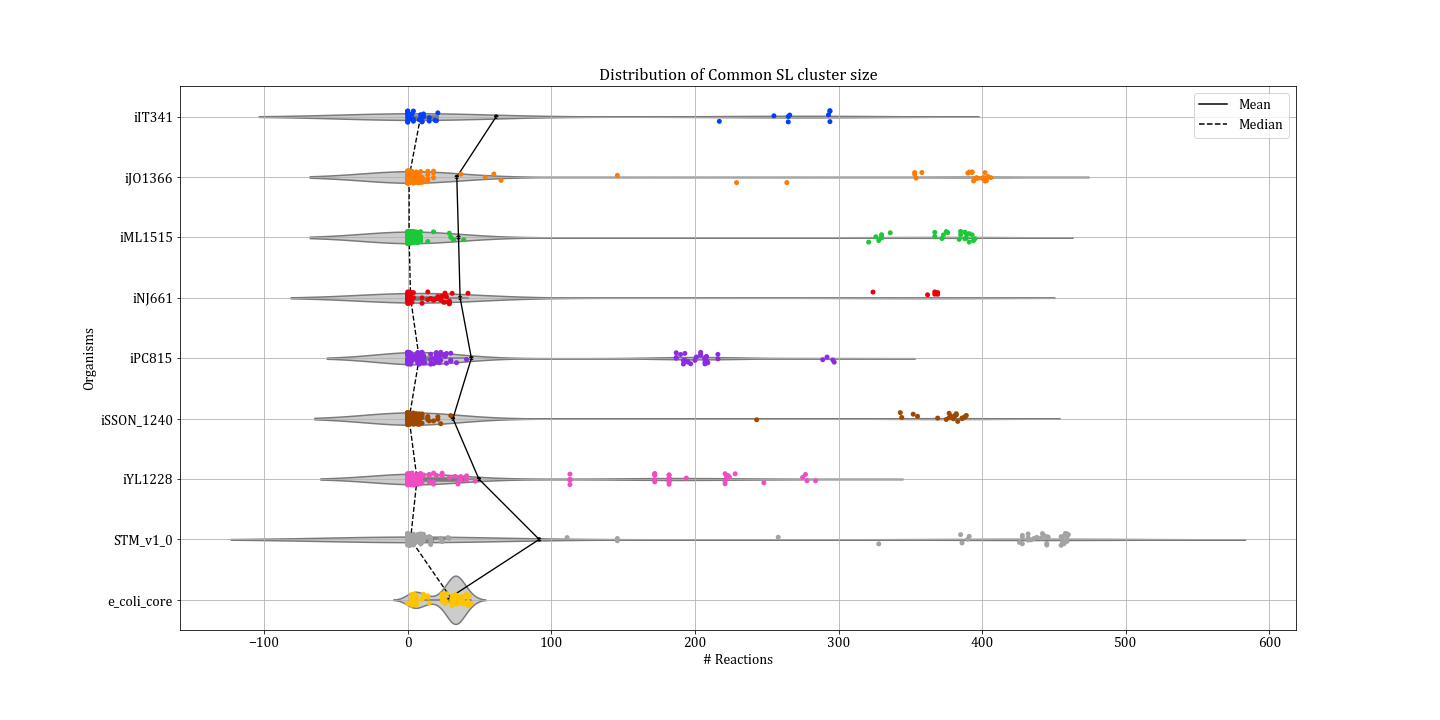 Distribution of Common SL cluster size
Mean
Median
Organisms
iIT341
iJO1366
iML1515
iNJ661
iPC815
iSSON_1240
iYL1228
STM_v1_0
e_coli_core
−100 0 100 200 300 400 500 600
# Reactions